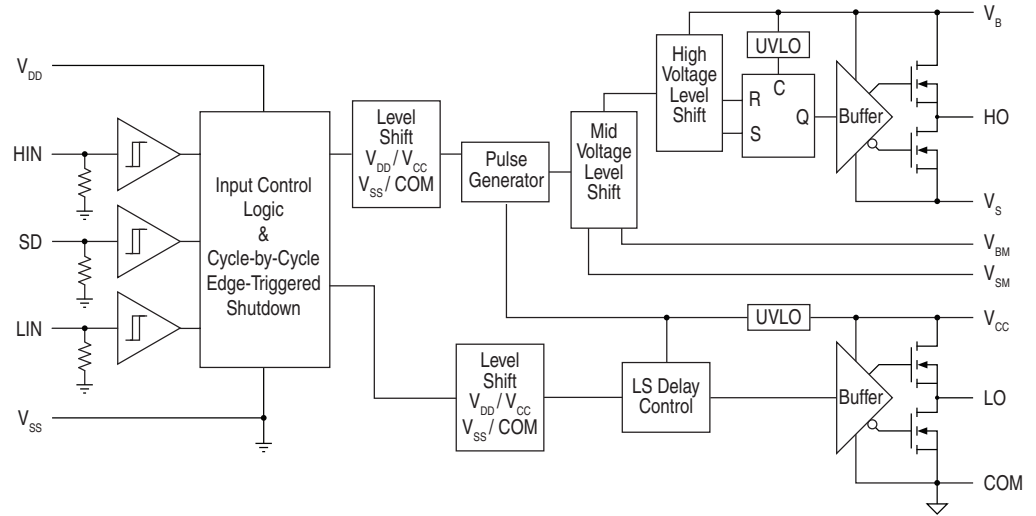 V_B
UVLO
High
Voltage
Level
Shift
C
R
S
Q
Buffer
HO
V_S
V_DD
HIN
SD
LIN
V_SS
Input Control
Logic
&
Cycle-by-Cycle
Edge-Triggered
Shutdown
Level
Shift
V_DD / V_CC
V_SS / COM
Pulse
Generator
Mid
Voltage
Level
Shift
V_BM
V_SM
UVLO
V_CC
Level
Shift
V_DD / V_CC
V_SS / COM
LS Delay
Control
Buffer
LO
COM